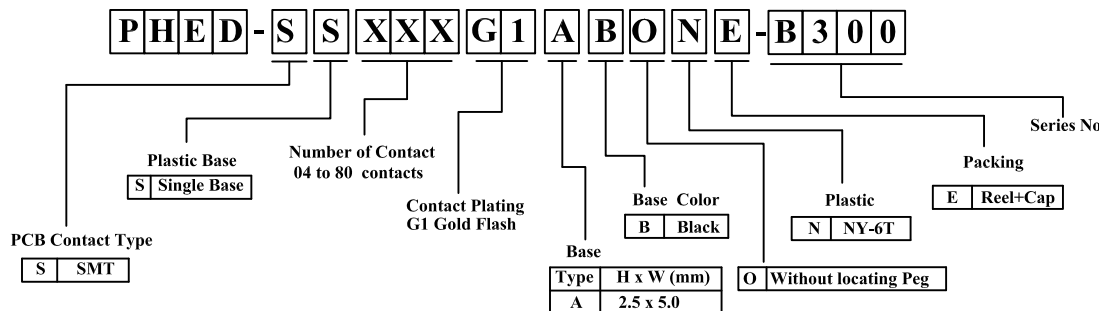 PHED-SSXXXG1ABONE-B300
Series No
Plastic Base
S Single Base
Number of Contact
04 to 80 contacts
Packing
E Reel+Cap
Contact Plating
G1 Gold Flash
Base Color
B Black
Plastic
N NY-6T
PCB Contact Type
S SMT
Base
Type H x W (mm)
A 2.5 x 5.0
O Without locating Peg